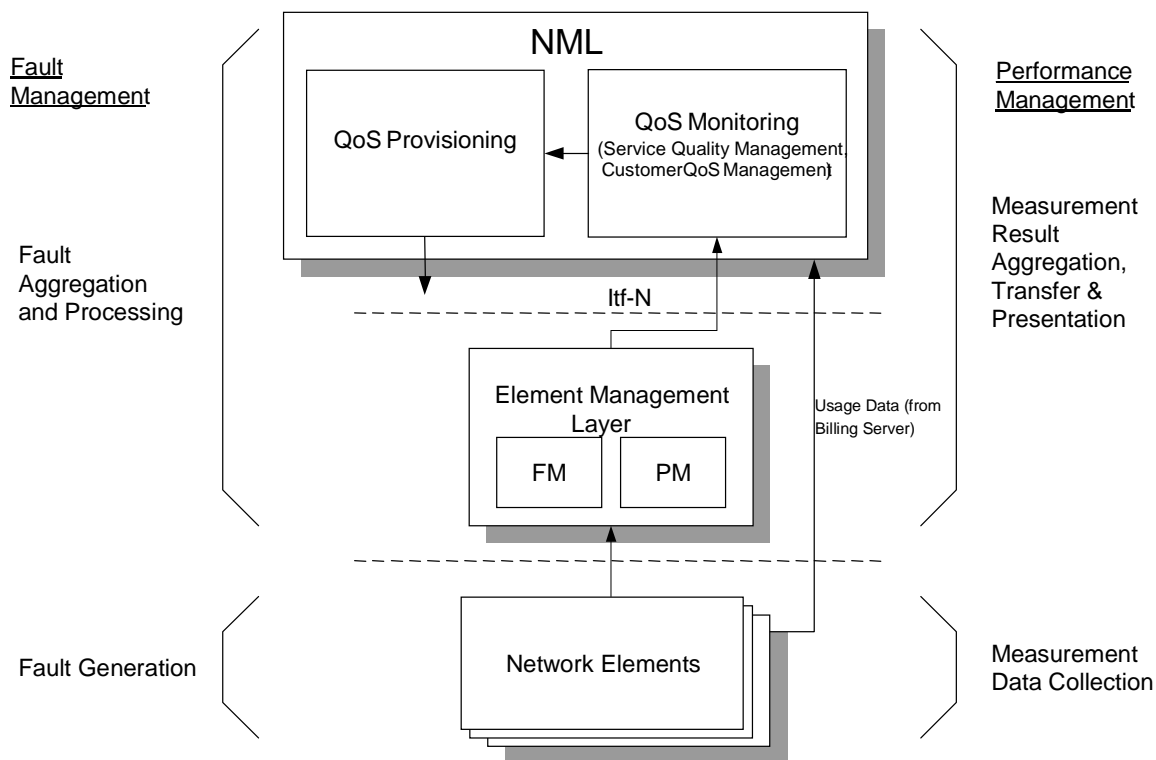 NML
Fault
Management
Performance
Management
QoS Provisioning
QoS Monitoring
(Service Quality Management,
CustomerQoS Management)
Fault
Aggregation
and Processing
Measurement
Result
Aggregation,
Transfer &
Presentation
Itf-N
Element Management
Layer
FM
PM
Usage Data (from
Billing Server)
Fault Generation
Network Elements
Measurement
Data Collection